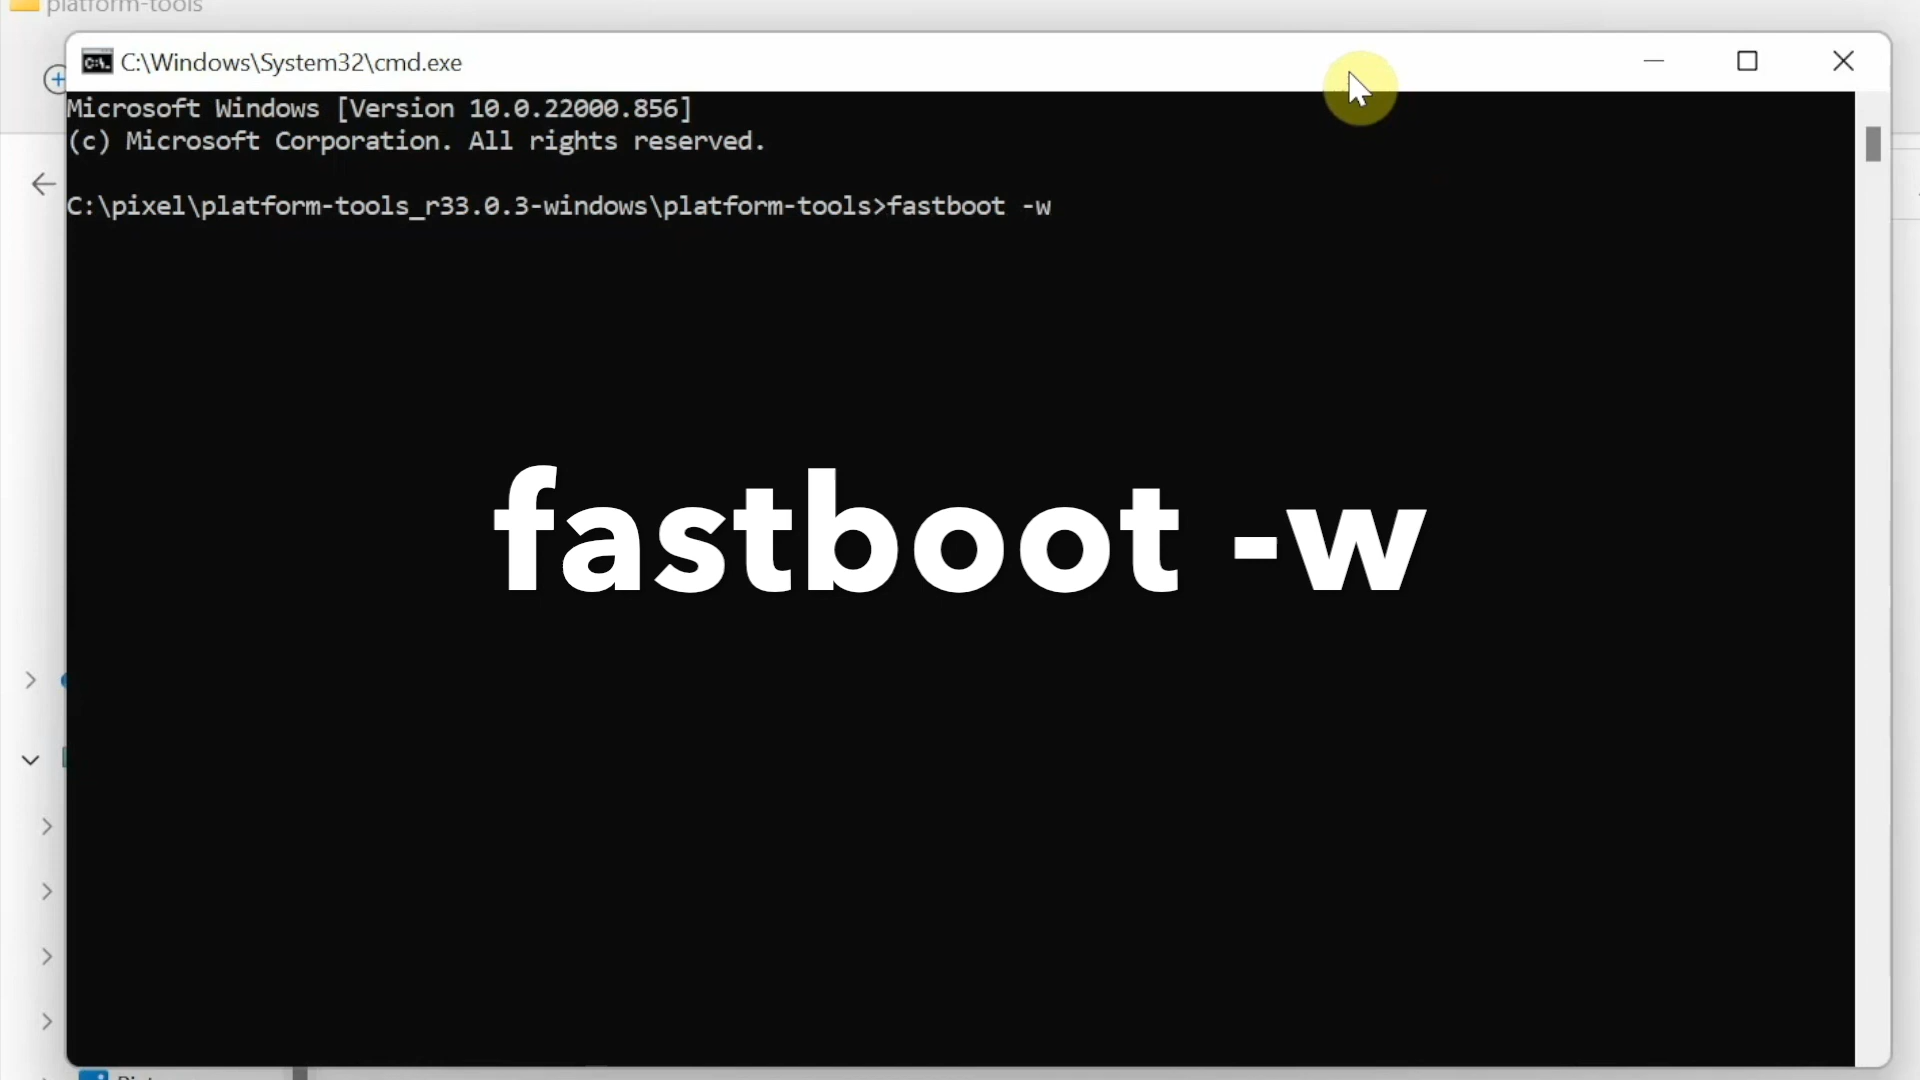 platform-tools
C:\Windows\System32\cmd.exe
Microsoft Windows [Version 10.0.22000.856]
(c) Microsoft Corporation. All rights reserved.
C:\pixel\platform-tools_r33.0.3-windows\platform-tools>fastboot -w
fastboot -w